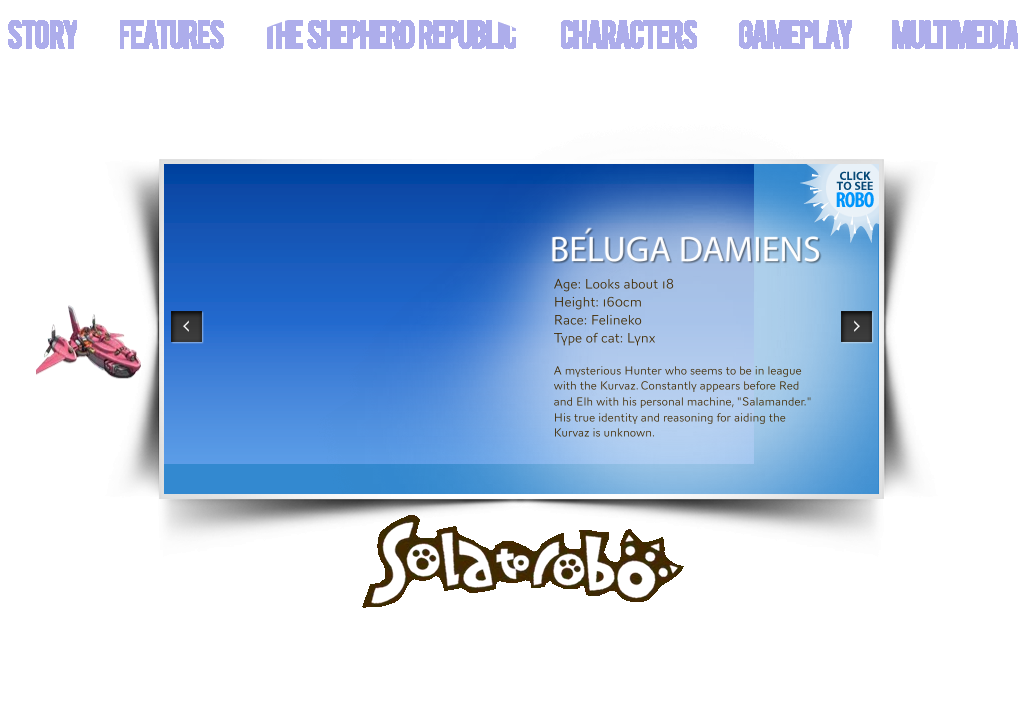 STORY FEATURES THE SHEPHERD REPUBLIC CHARACTERS GAMEPLAY MULTIMEDIA
CLICK
TO SEE
ROBO
BÉLUGA DAMIENS
Age: Looks about 18
Height: 160cm
Race: Felineko
Type of cat: Lynx
A mysterious Hunter who seems to be in league
with the Kurvaz. Constantly appears before Red
and Elh with his personal machine, "Salamander."
His true identity and reasoning for aiding the
Kurvaz is unknown.
Solatorobo